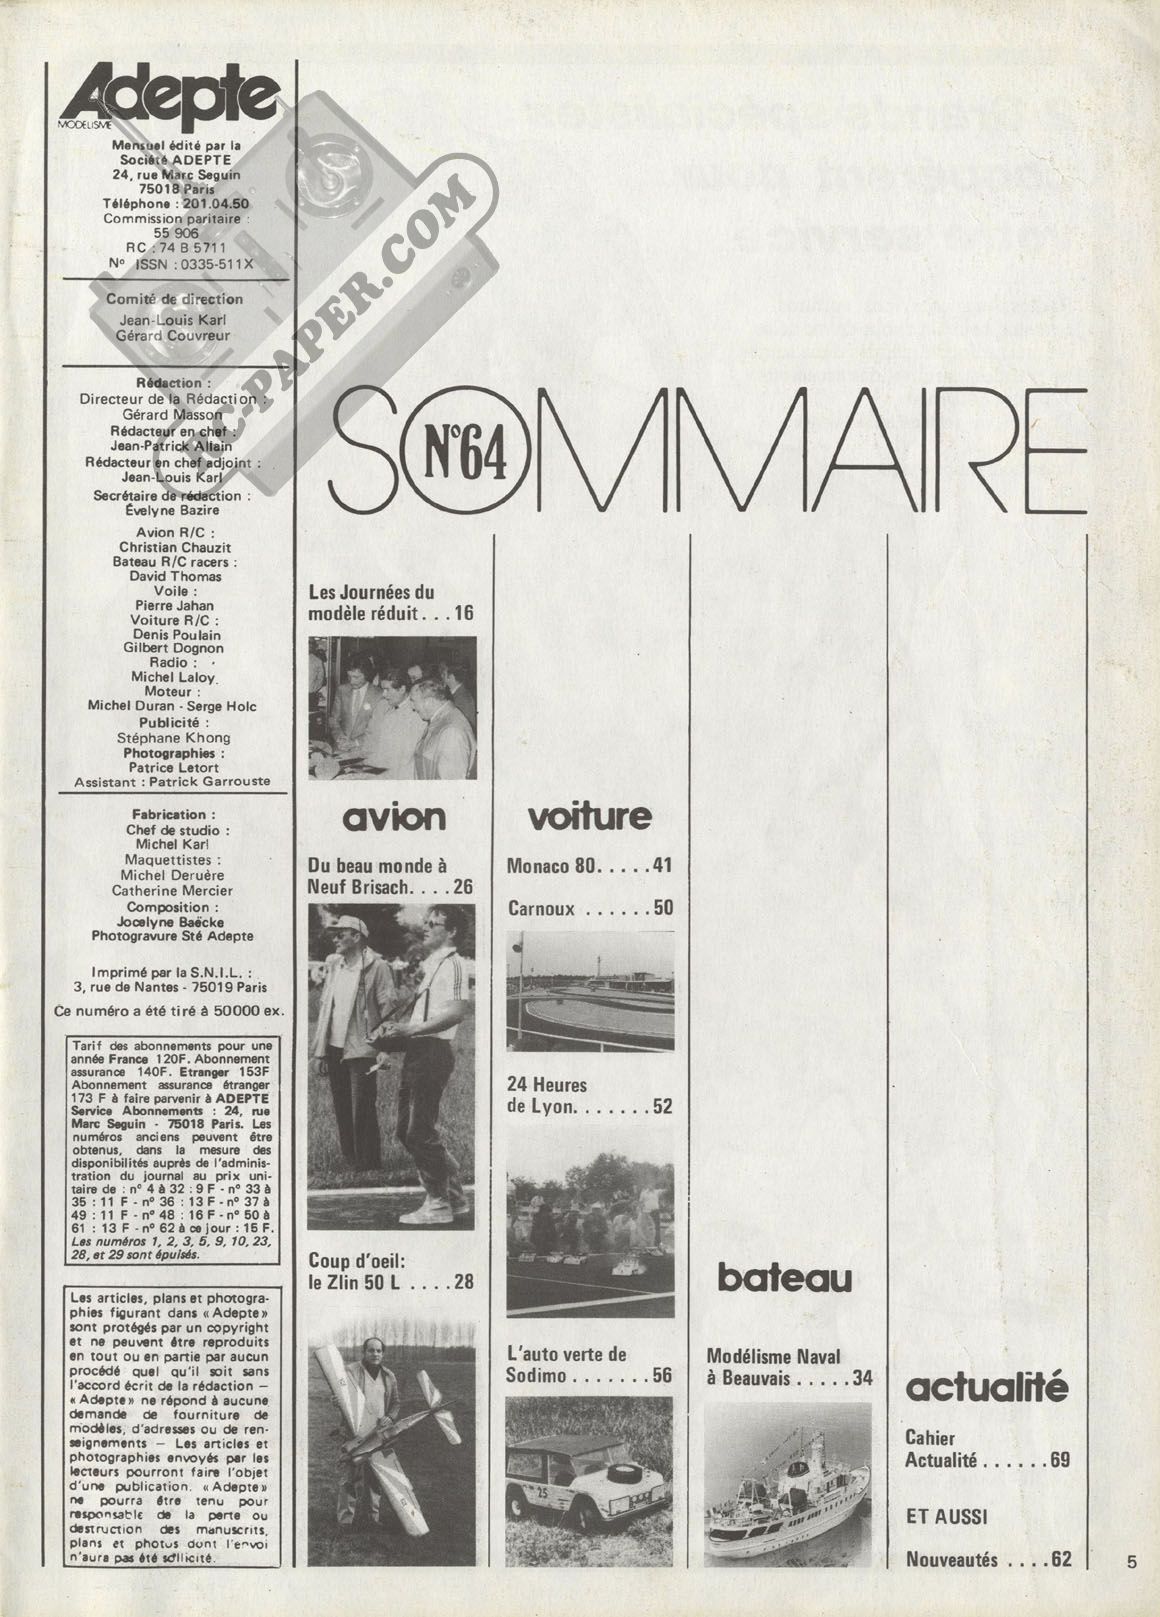 Adepte
MODELISME
Mensuel édité par la
Société ADEPTE
24, rue Marc Seguin
75018 Paris
Téléphone : 201.04.50
Commission paritaire :
55 906
RC : 74 B 5711
N° ISSN : 0335-511X
Comité de direction
Jean-Louis Karl
Gérard Couvreur
Rédaction :
Directeur de la Rédaction :
Gérard Masson
Rédacteur en chef :
Jean-Patrick Allain
Rédacteur en chef adjoint :
Jean-Louis Karl
Secrétaire de rédaction :
Évelyne Bazire
Avion R/C :
Christian Chauzit
Bateau R/C racers :
David Thomas
Voile :
Pierre Jahan
Voiture R/C :
Denis Poulain
Gilbert Dognon
Radio :
Michel Laloy
Moteur :
Michel Duran - Serge Holc
Publicité :
Stéphane Khong
Photographies :
Patrice Letort
Assistant : Patrick Garrouste
Fabrication :
Chef de studio :
Michel Karl
Maquettistes :
Michel Deruère
Catherine Mercier
Composition :
Jocelyne Baëcke
Photogravure Sté Adepte
Imprimé par la S.N.I.L. :
3, rue de Nantes - 75019 Paris
Ce numéro a été tiré à 50000 ex.
Tarif des abonnements pour une
année France 120F. Abonnement
assurance 140F. Etranger 153F
Abonnement assurance étranger
173 F à faire parvenir à ADEPTE
Service Abonnements : 24, rue
Marc Seguin - 75018 Paris. Les
numéros anciens peuvent être
obtenus, dans la mesure des
disponibilités auprès de l'adminis-
tration du journal au prix uni-
taire de : n° 4 à 32 : 9 F - n° 33 à
35 : 11 F - n° 36 : 13 F - n° 37 à
49 : 11 F - n° 48 : 16 F - n° 50 à
61 : 13 F - n° 62 à ce jour : 15 F.
Les numéros 1, 2, 3, 5, 9, 10, 23,
28, et 29 sont épuisés.
Les articles, plans et photogra-
phies figurant dans « Adepte »
sont protégés par un copyright
et ne peuvent être reproduits
en tout ou en partie par aucun
procédé quel qu'il soit sans
l'accord écrit de la rédaction —
« Adepte » ne répond à aucune
demande de fourniture de
modèles, d'adresses ou de ren-
seignements — Les articles et
photographies envoyés par les
lecteurs pourront faire l'objet
d'une publication. « Adepte »
ne pourra être tenu pour
responsable de la perte ou
destruction des manuscrits,
plans et photos dont l'envoi
n'aura pas été sollicité.
RC-PAPER.COM
SOMMAIRE
N°64
Les Journées du
modèle réduit . . . 16
avion
Du beau monde à
Neuf Brisach. . . . 26
Coup d'oeil:
le Zlin 50 L . . . . 28
voiture
Monaco 80. . . . . 41
Carnoux . . . . . . 50
24 Heures
de Lyon. . . . . . . 52
L'auto verte de
Sodimo . . . . . . . 56
25
bateau
Modélisme Naval
à Beauvais . . . . . 34
actualité
Cahier
Actualité . . . . . . 69
ET AUSSI
Nouveautés . . . . 62
5